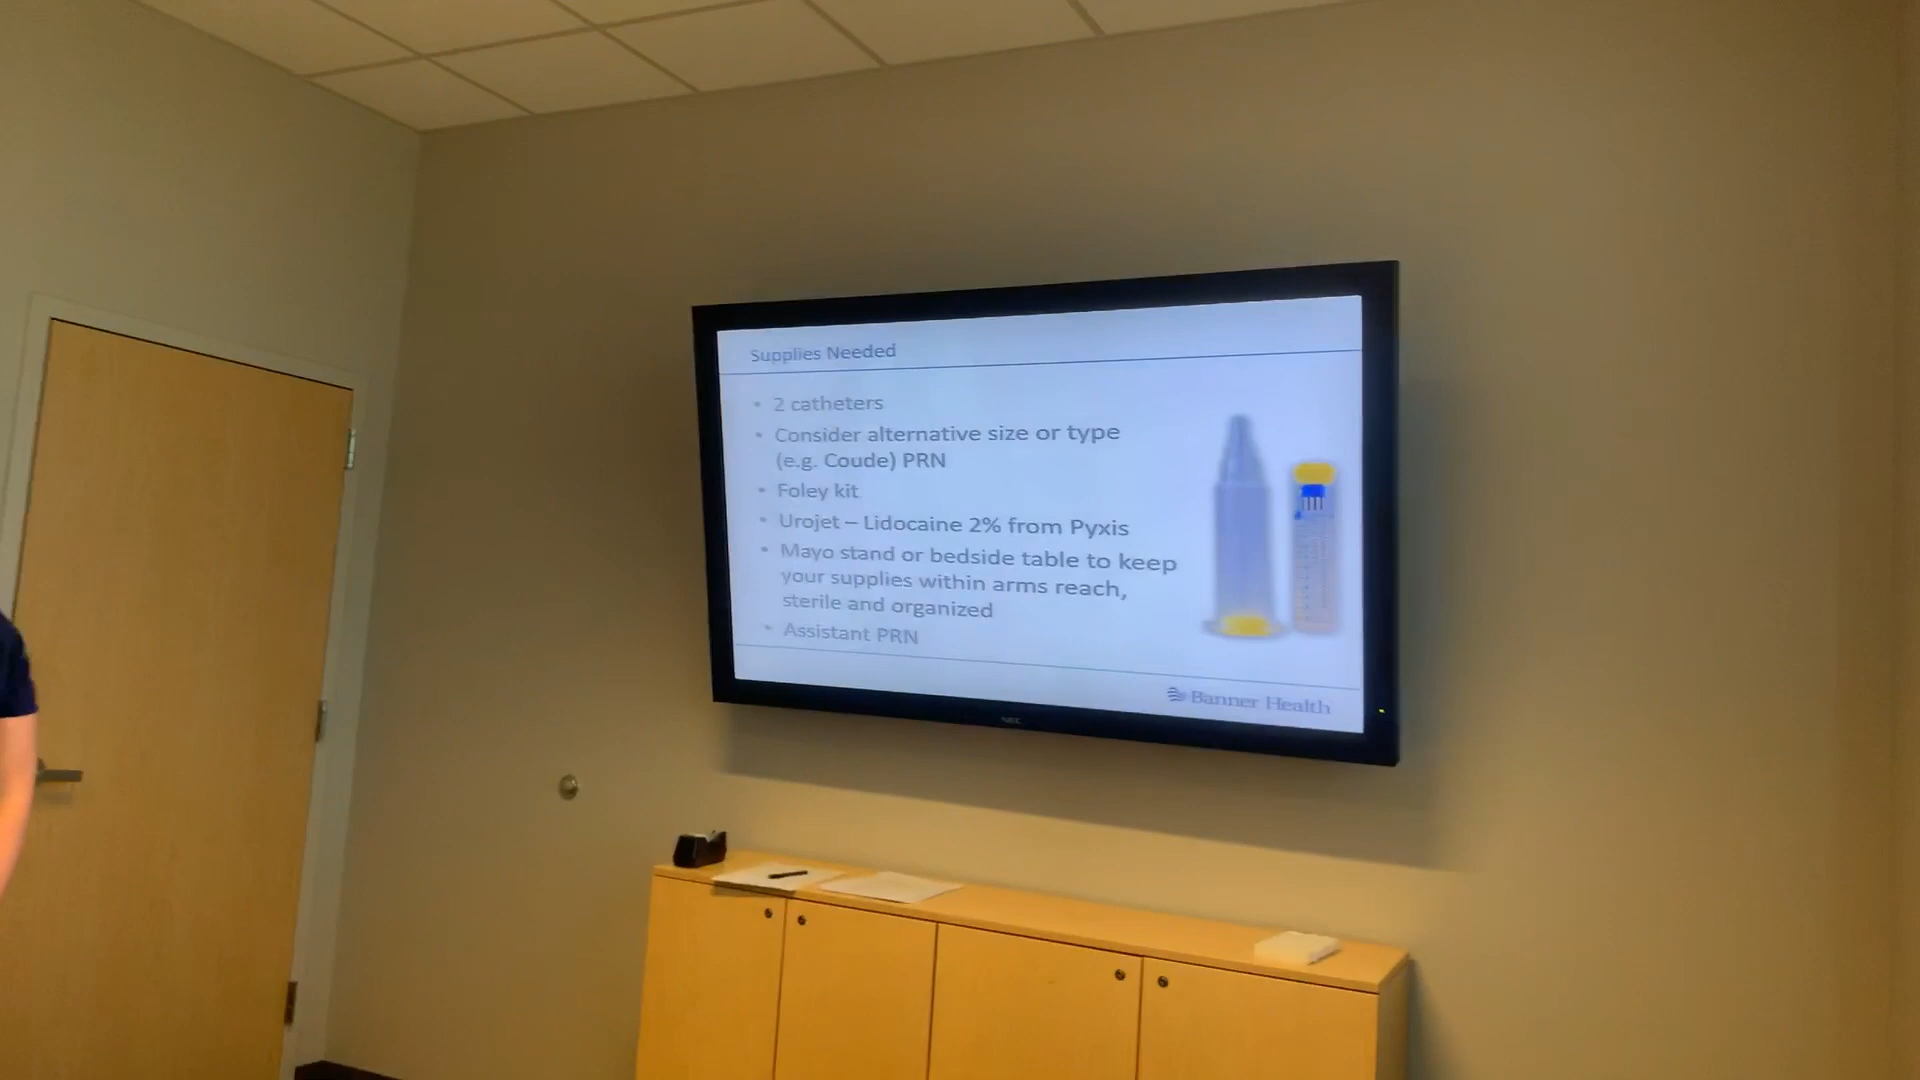 Supplies Needed
• 2 catheters
• Consider alternative size or type
(e.g. Coude) PRN
• Foley kit
• Urojet – Lidocaine 2% from Pyxis
• Mayo stand or bedside table to keep
your supplies within arms reach,
sterile and organized
• Assistant PRN
Banner Health
NEC